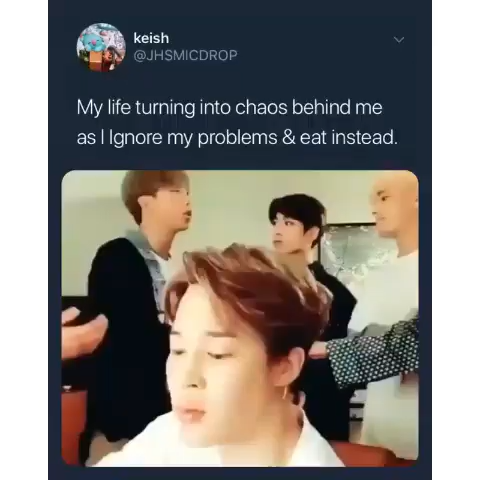 keish
@JHSMICDROP
My life turning into chaos behind me
as I Ignore my problems & eat instead.